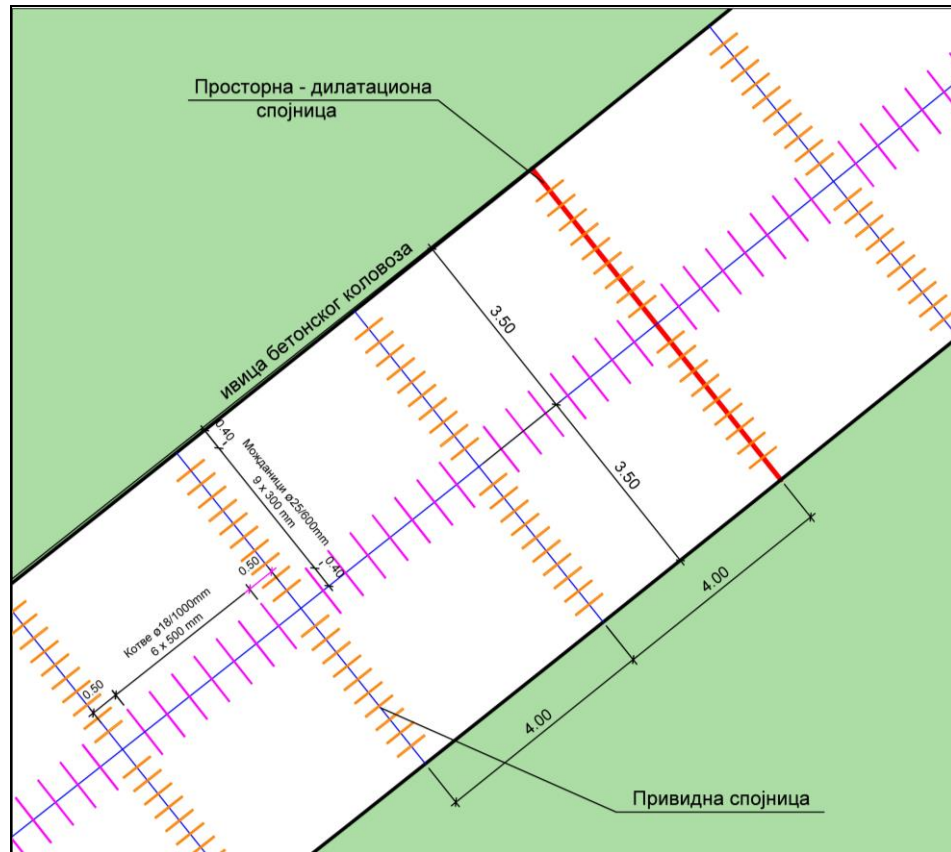 Просторна - дилатациона
спојница
ивица бетонског коловоза
3.50
0.40
Можданици ø25/600mm
9 x 300 mm
0.40
3.50
0.50
Котве ø18/1000mm
6 x 500 mm
0.50
4.00
4.00
Привидна спојница